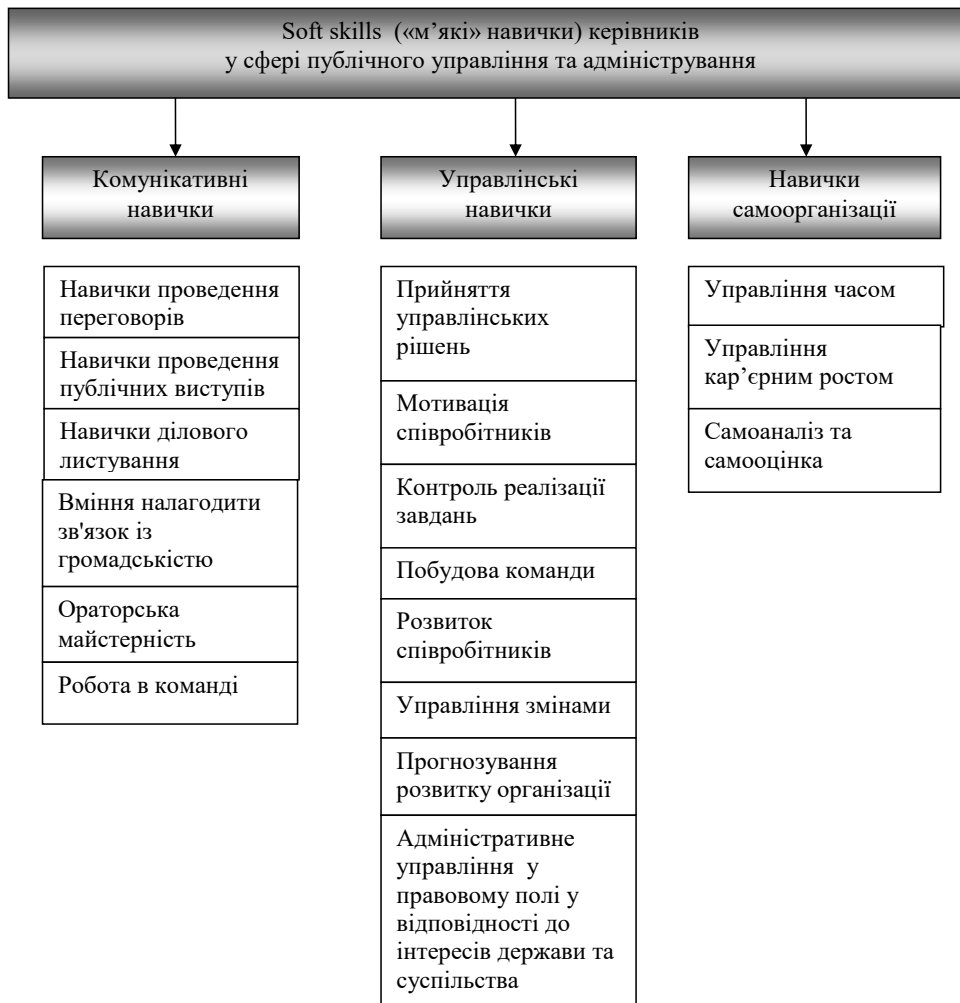 Soft skills («м’які» навички) керівників
у сфері публічного управління та адміністрування
Комунікативні
навички
Навички проведення
переговорів
Навички проведення
публічних виступів
Навички ділового
листування
Вміння налагодити
зв'язок із
громадськістю
Ораторська
майстерність
Робота в команді
Управлінські
навички
Прийняття
управлінських
рішень
Мотивація
співробітників
Контроль реалізації
завдань
Побудова команди
Розвиток
співробітників
Управління змінами
Прогнозування
розвитку організації
Адміністративне
управління у
правовому полі у
відповідності до
інтересів держави та
суспільства
Навички
самоорганізації
Управління часом
Управління
кар’єрним ростом
Самоаналіз та
самооцінка